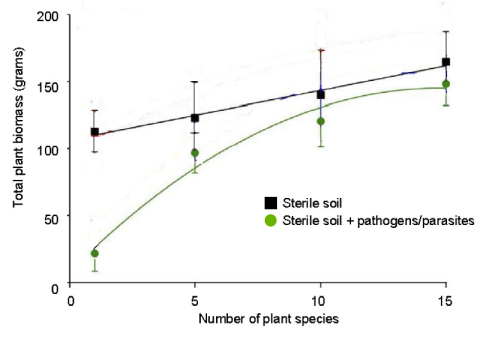 200
150
100
50
0
Total plant biomass (grams)
Sterile soil
Sterile soil + pathogens/parasites
0 5 10 15
Number of plant species